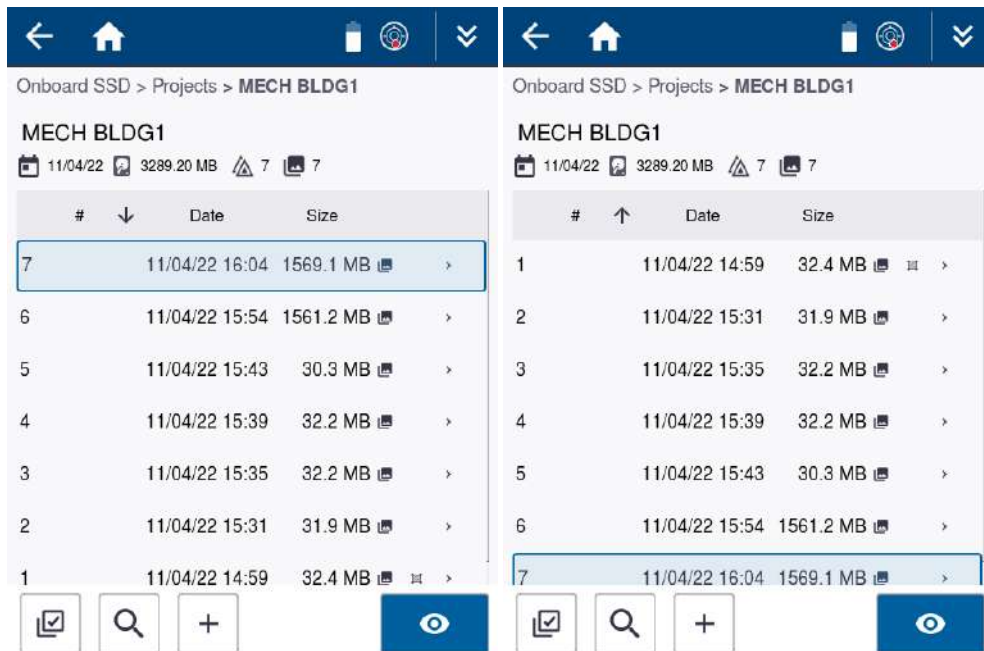 Onboard SSD > Projects > MECH BLDG1
MECH BLDG1
11/04/22 3289.20 MB 7 7
# Date Size
7 11/04/22 16:04 1569.1 MB
6 11/04/22 15:54 1561.2 MB
5 11/04/22 15:43 30.3 MB
4 11/04/22 15:39 32.2 MB
3 11/04/22 15:35 32.2 MB
2 11/04/22 15:31 31.9 MB
1 11/04/22 14:59 32.4 MB
Onboard SSD > Projects > MECH BLDG1
MECH BLDG1
11/04/22 3289.20 MB 7 7
# Date Size
1 11/04/22 14:59 32.4 MB
2 11/04/22 15:31 31.9 MB
3 11/04/22 15:35 32.2 MB
4 11/04/22 15:39 32.2 MB
5 11/04/22 15:43 30.3 MB
6 11/04/22 15:54 1561.2 MB
7 11/04/22 16:04 1569.1 MB